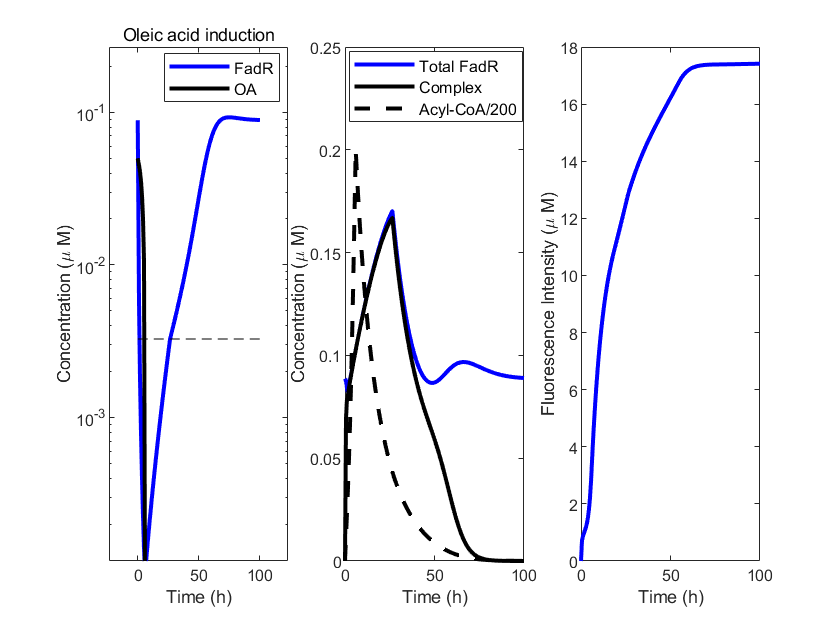 Oleic acid induction
FadR
OA
10^-1
10^-2
10^-3
Concentration (μ M)
0
50
100
Time (h)
Total FadR
Complex
Acyl-CoA/200
0.25
0.2
0.15
0.1
0.05
0
Concentration (μ M)
0
50
100
Time (h)
18
16
14
12
10
8
6
4
2
0
Fluorescence Intensity (μ M)
0
50
100
Time (h)